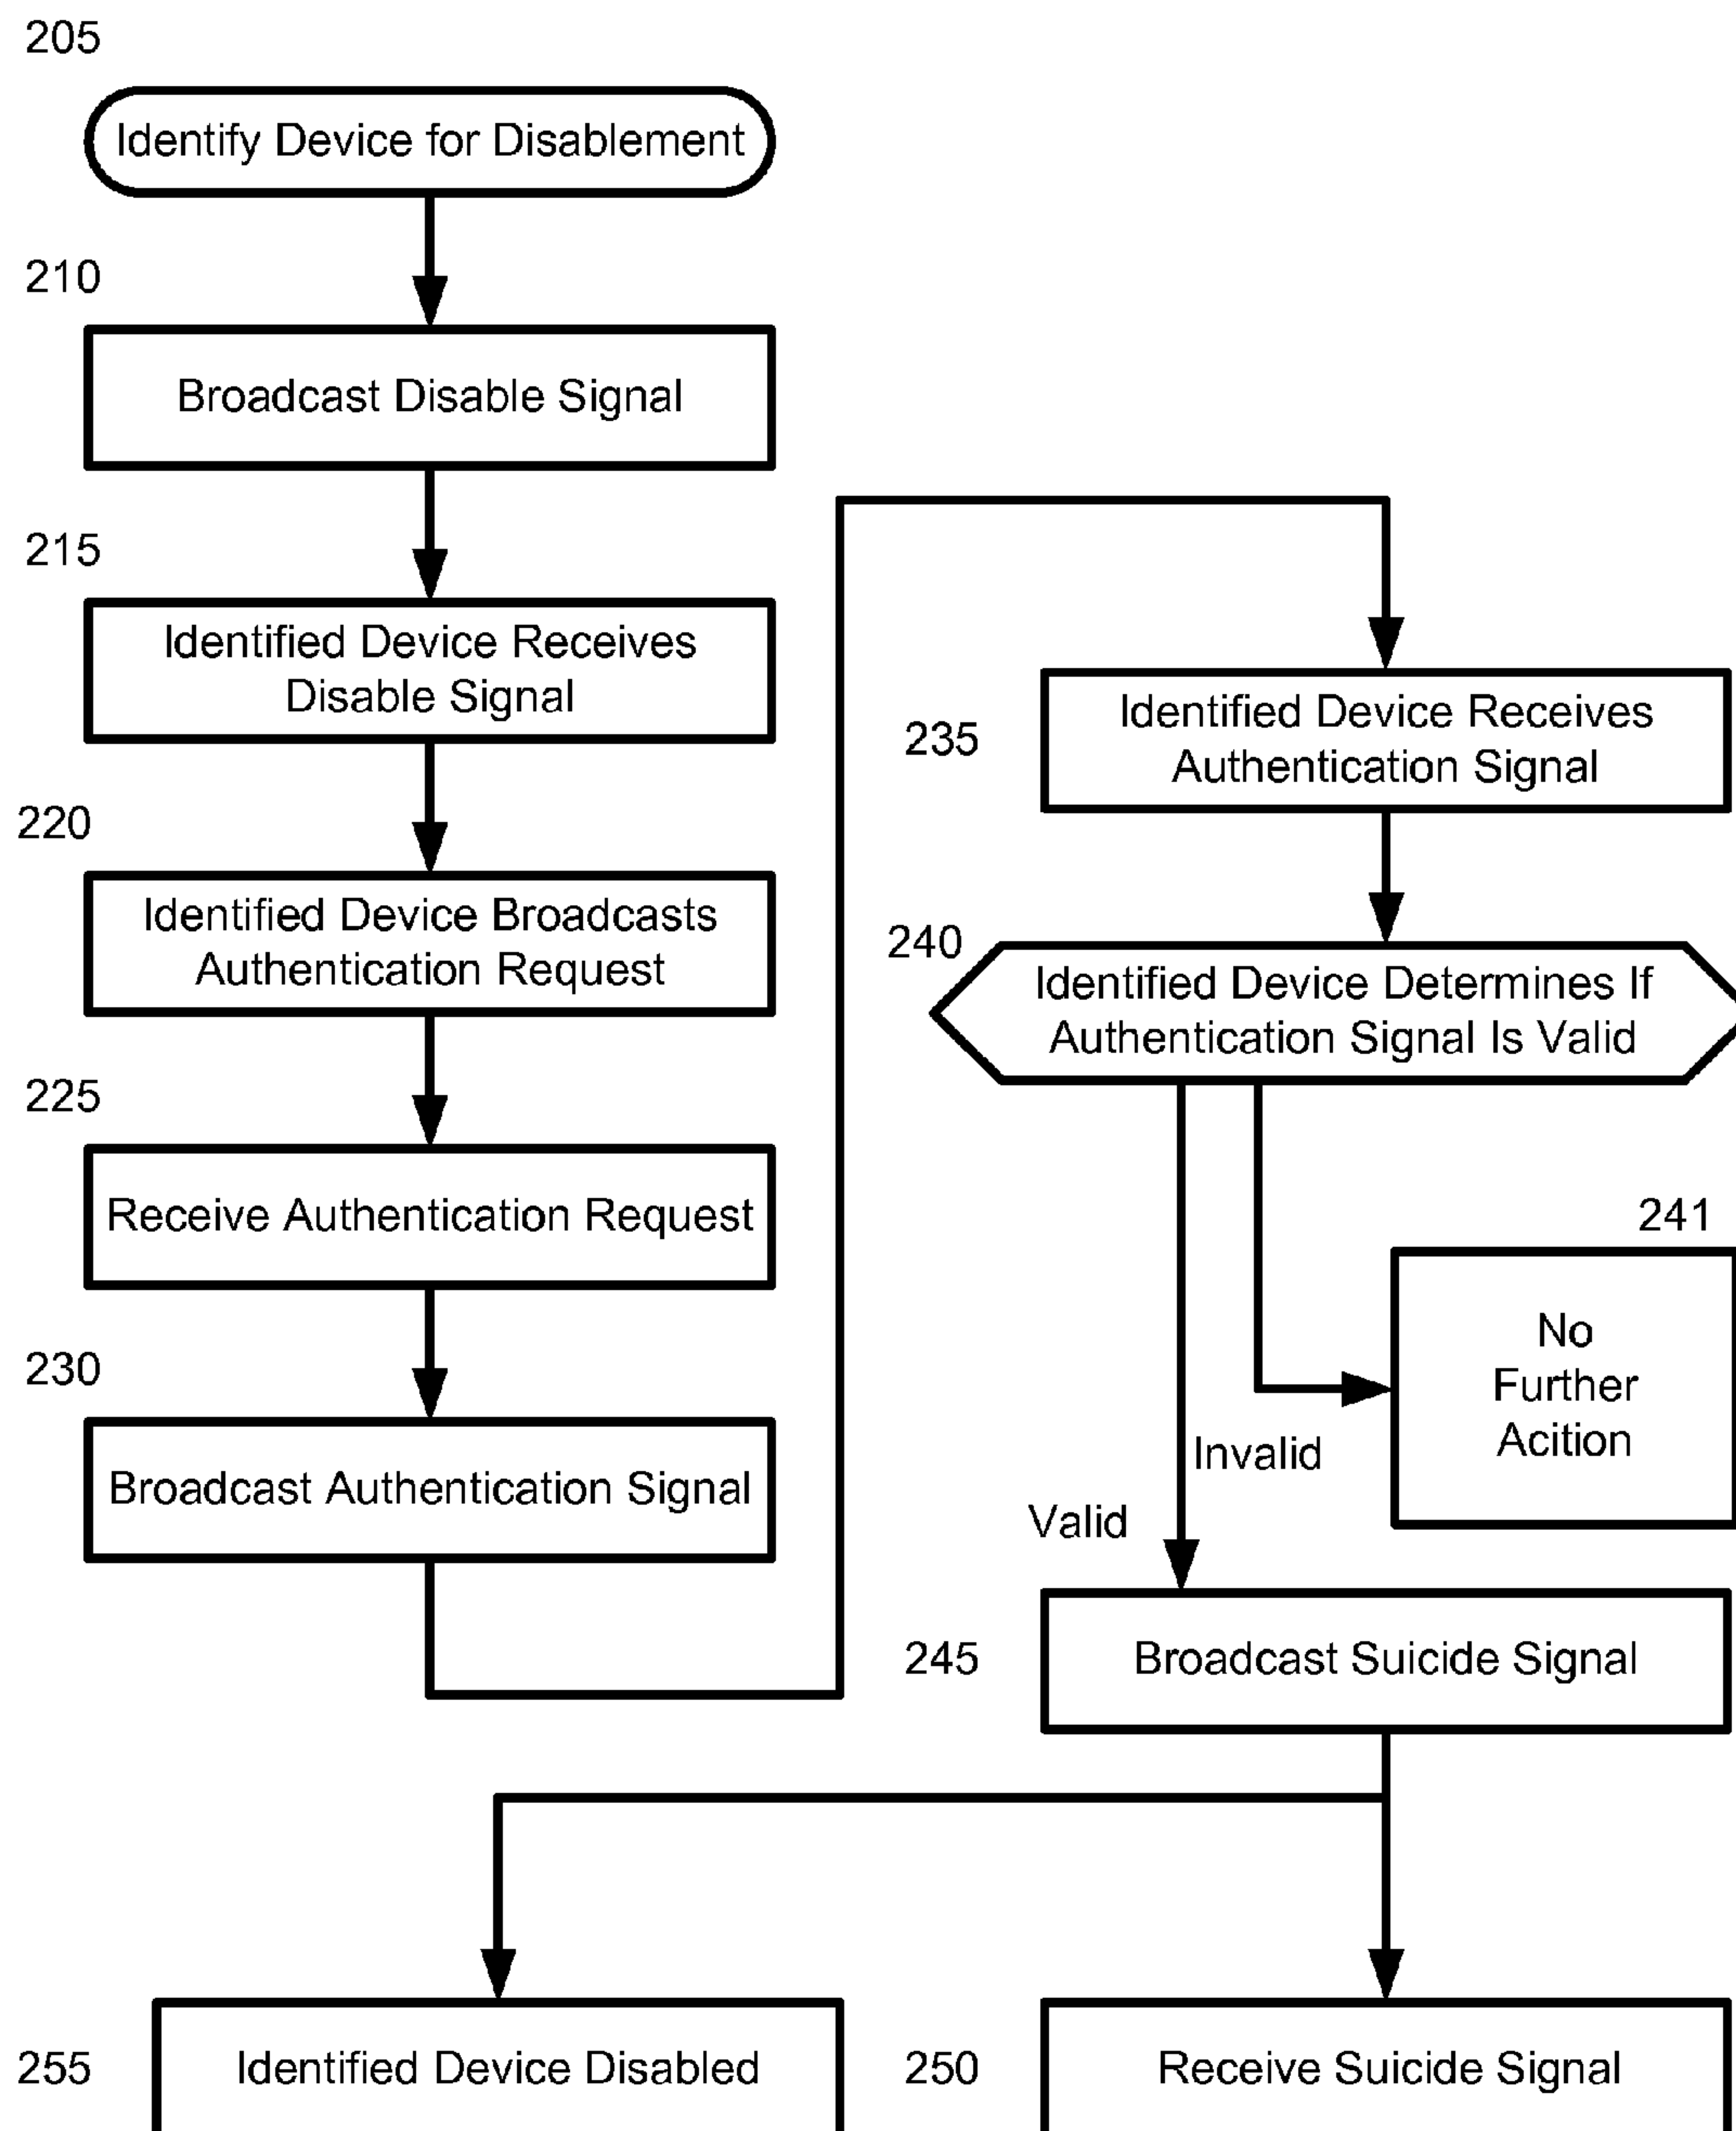 205
Identify Device for Disablement
210
Broadcast Disable Signal
215
Identified Device Receives
Disable Signal
220
Identified Device Broadcasts
Authentication Request
225
Receive Authentication Request
230
Broadcast Authentication Signal
235
Identified Device Receives
Authentication Signal
240
Identified Device Determines If
Authentication Signal Is Valid
241
No
Further
Acition
Invalid
Valid
245
Broadcast Suicide Signal
255
Identified Device Disabled
250
Receive Suicide Signal